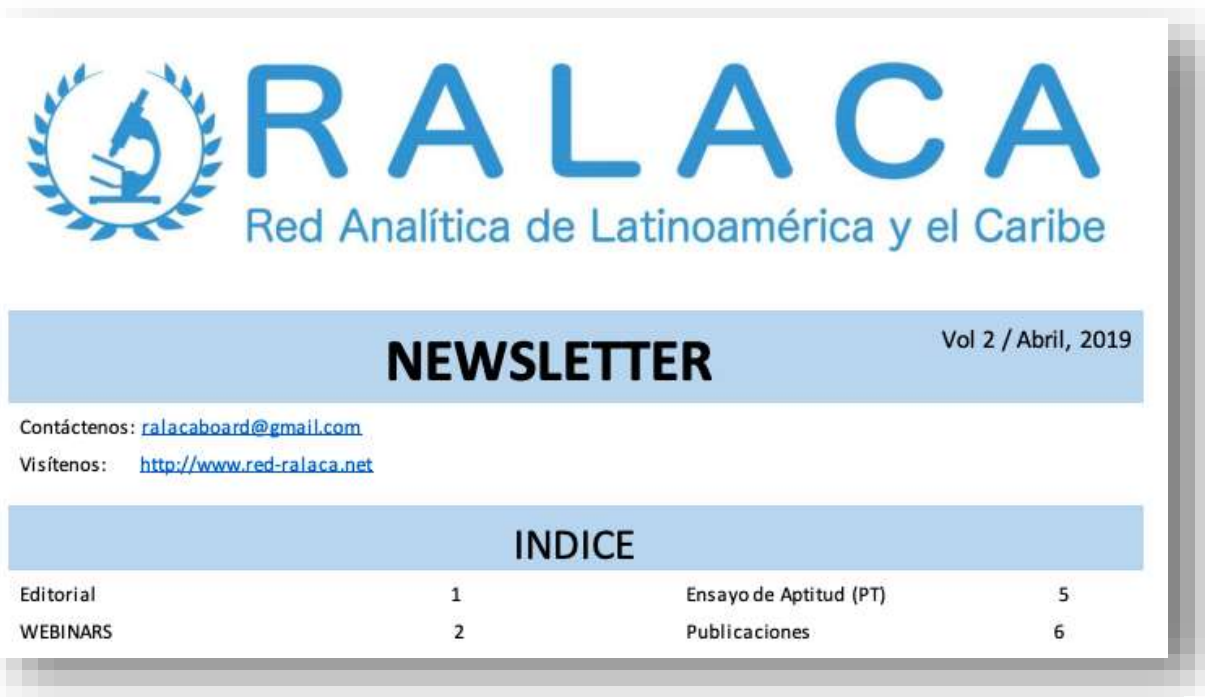 RALACA
Red Analítica de Latinoamérica y el Caribe
NEWSLETTER
Vol 2 / Abril, 2019
Contáctenos: ralacaboard@gmail.com
Visítenos: http://www.red-ralaca.net
INDICE
Editorial 1 Ensayo de Aptitud (PT) 5
WEBINARS 2 Publicaciones 6